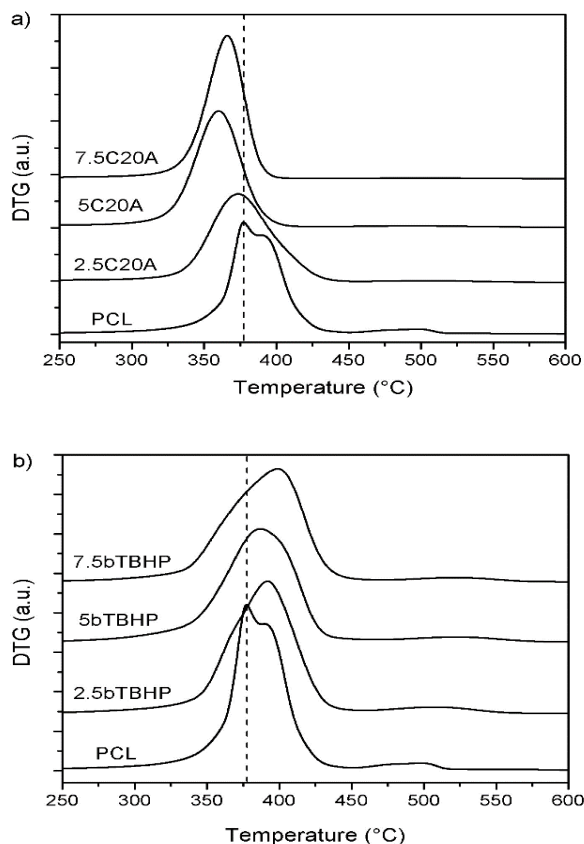 a)
DTG (a.u.)
7.5C20A
5C20A
2.5C20A
PCL
250 300 350 400 450 500 550 600
Temperature (°C)
b)
DTG (a.u.)
7.5bTBHP
5bTBHP
2.5bTBHP
PCL
250 300 350 400 450 500 550 600
Temperature (°C)